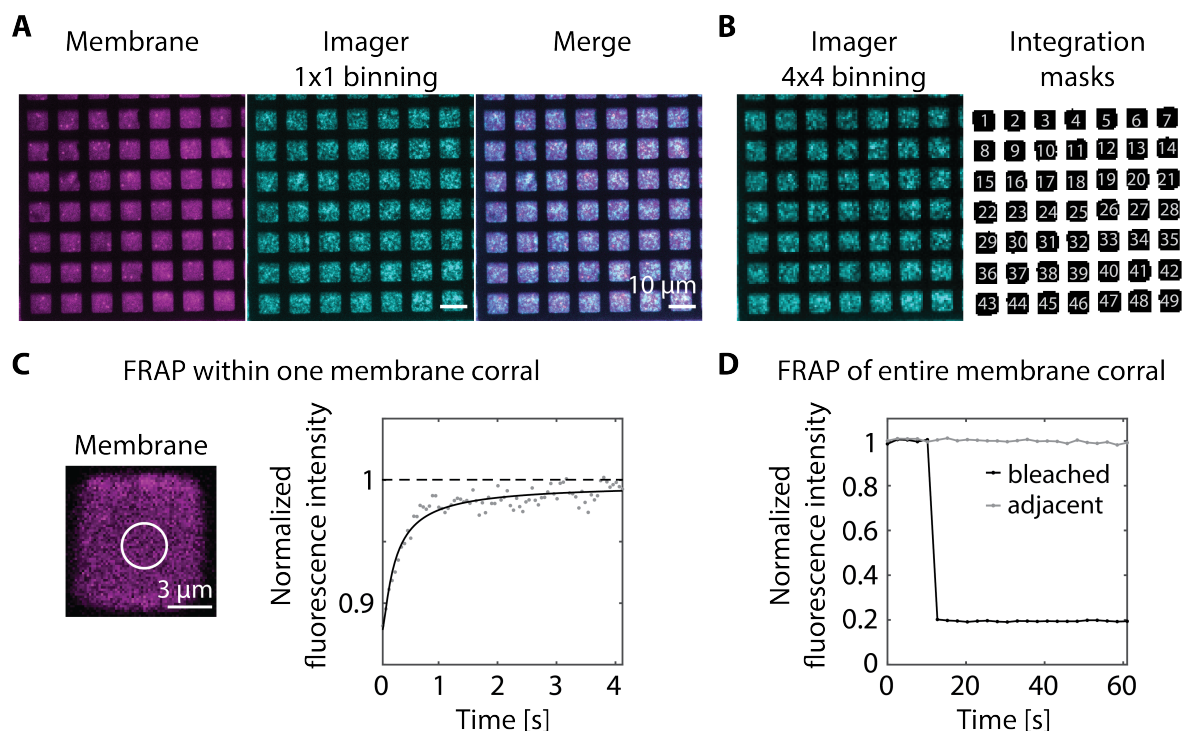 A
Membrane
Imager
1x1 binning
Merge
10 µm
B
Imager
4x4 binning
Integration
masks
1 2 3 4 5 6 7
8 9 10 11 12 13 14
15 16 17 18 19 20 21
22 23 24 25 26 27 28
29 30 31 32 33 34 35
36 37 38 39 40 41 42
43 44 45 46 47 48 49
C
FRAP within one membrane corral
Membrane
3 µm
Normalized
fluorescence intensity
1
0.9
0 1 2 3 4
Time [s]
D
FRAP of entire membrane corral
Normalized
fluorescence intensity
1
0.8
0.6
0.4
0.2
0
bleached
adjacent
0 20 40 60
Time [s]